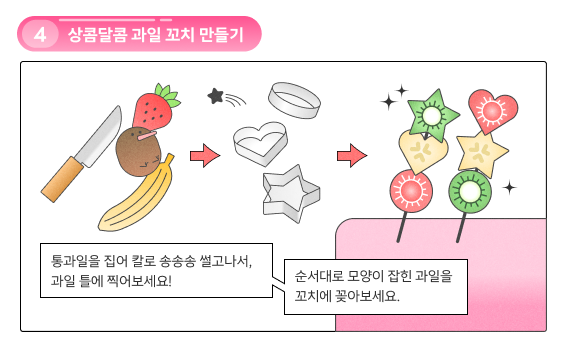 4 상콤달콤 과일 꼬치 만들기
통과일을 집어 칼로 송송송 썰고나서,
과일 틀에 찍어보세요!
순서대로 모양이 잡힌 과일을
꼬치에 꽂아보세요.